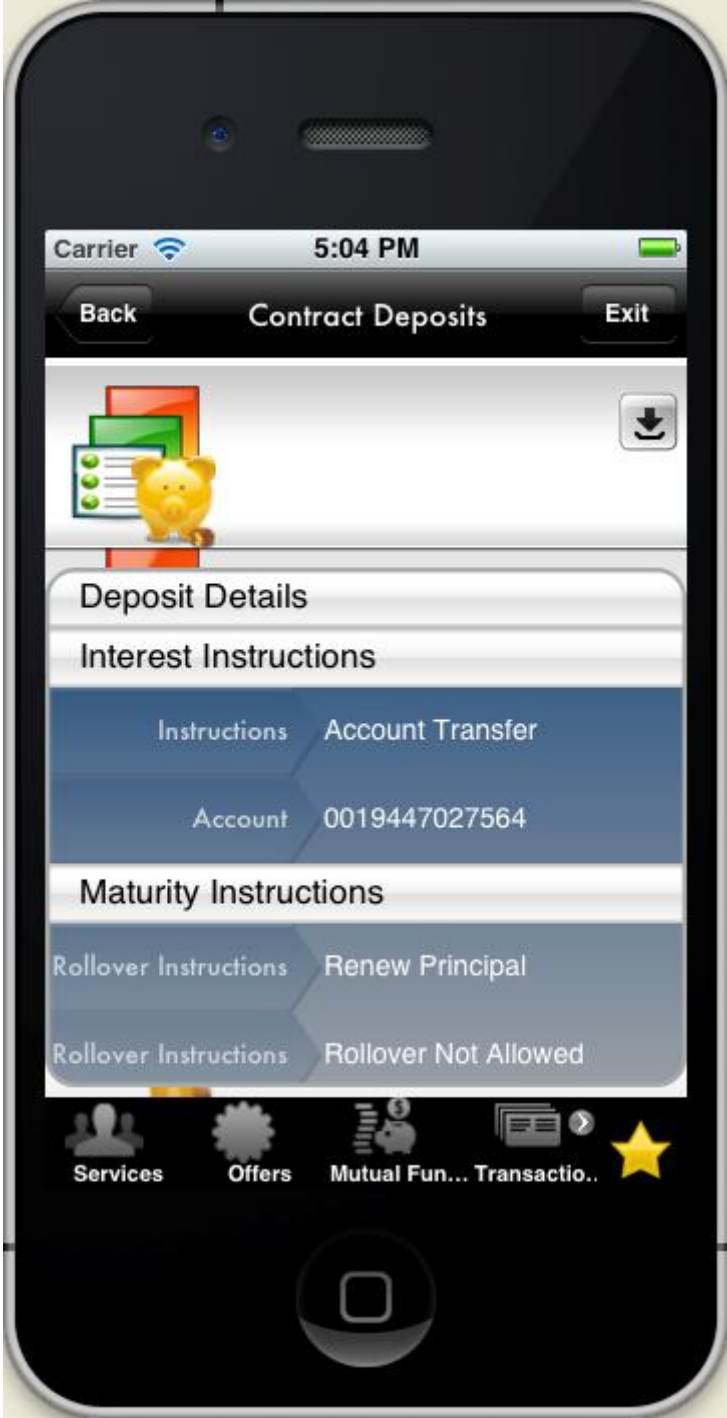 Carrier 5:04 PM
Back Contract Deposits Exit
Deposit Details
Interest Instructions
Instructions Account Transfer
Account 0019447027564
Maturity Instructions
Rollover Instructions Renew Principal
Rollover Instructions Rollover Not Allowed
Services Offers Mutual Fun... Transactio..